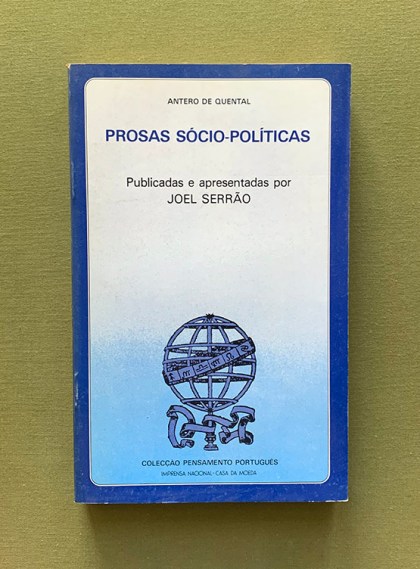 ANTERO DE QUENTAL
PROSAS SÓCIO-POLÍTICAS
Publicadas e apresentadas por
JOEL SERRÃO
COLECÇÃO PENSAMENTO PORTUGUÊS
IMPRENSA NACIONAL-CASA DA MOEDA